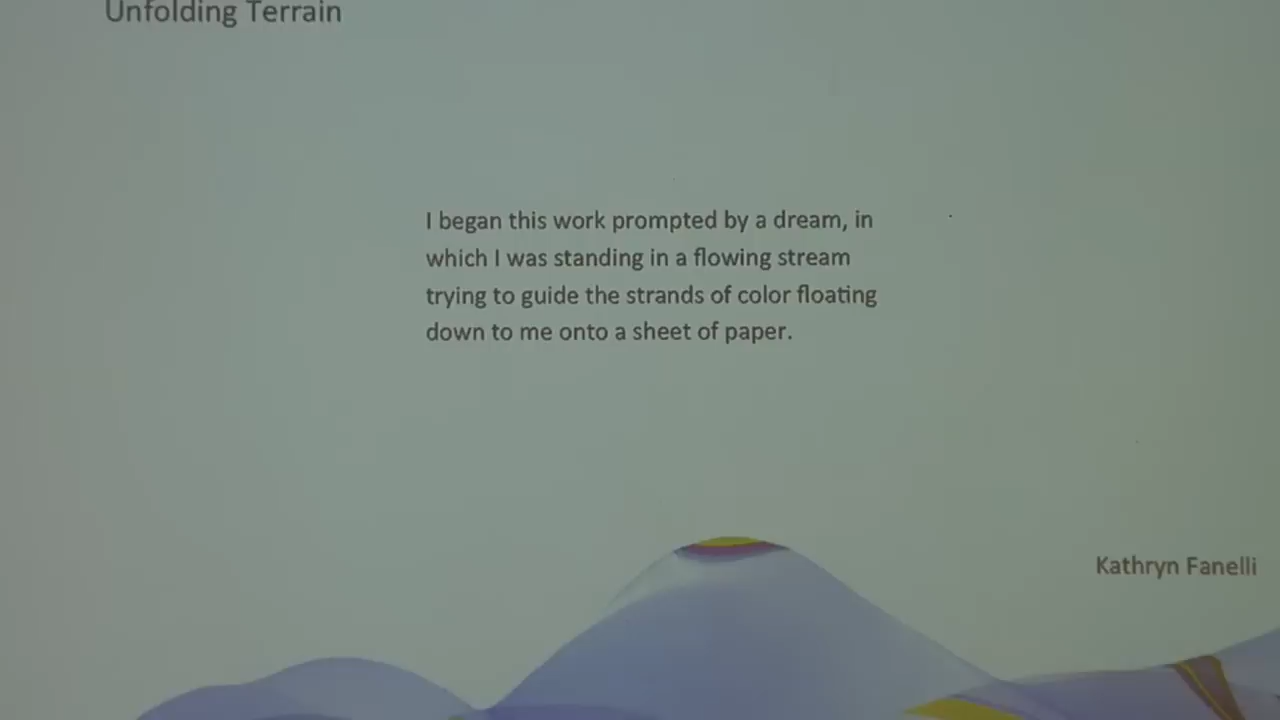 Unfolding Terrain
I began this work prompted by a dream, in
which I was standing in a flowing stream
trying to guide the strands of color floating
down to me onto a sheet of paper.
Kathryn Fanelli